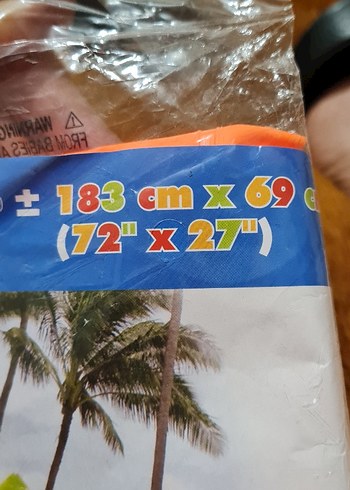 ⚠ WARNING
FROM BABIES A
± 183 cm x 69 c
(72" x 27")